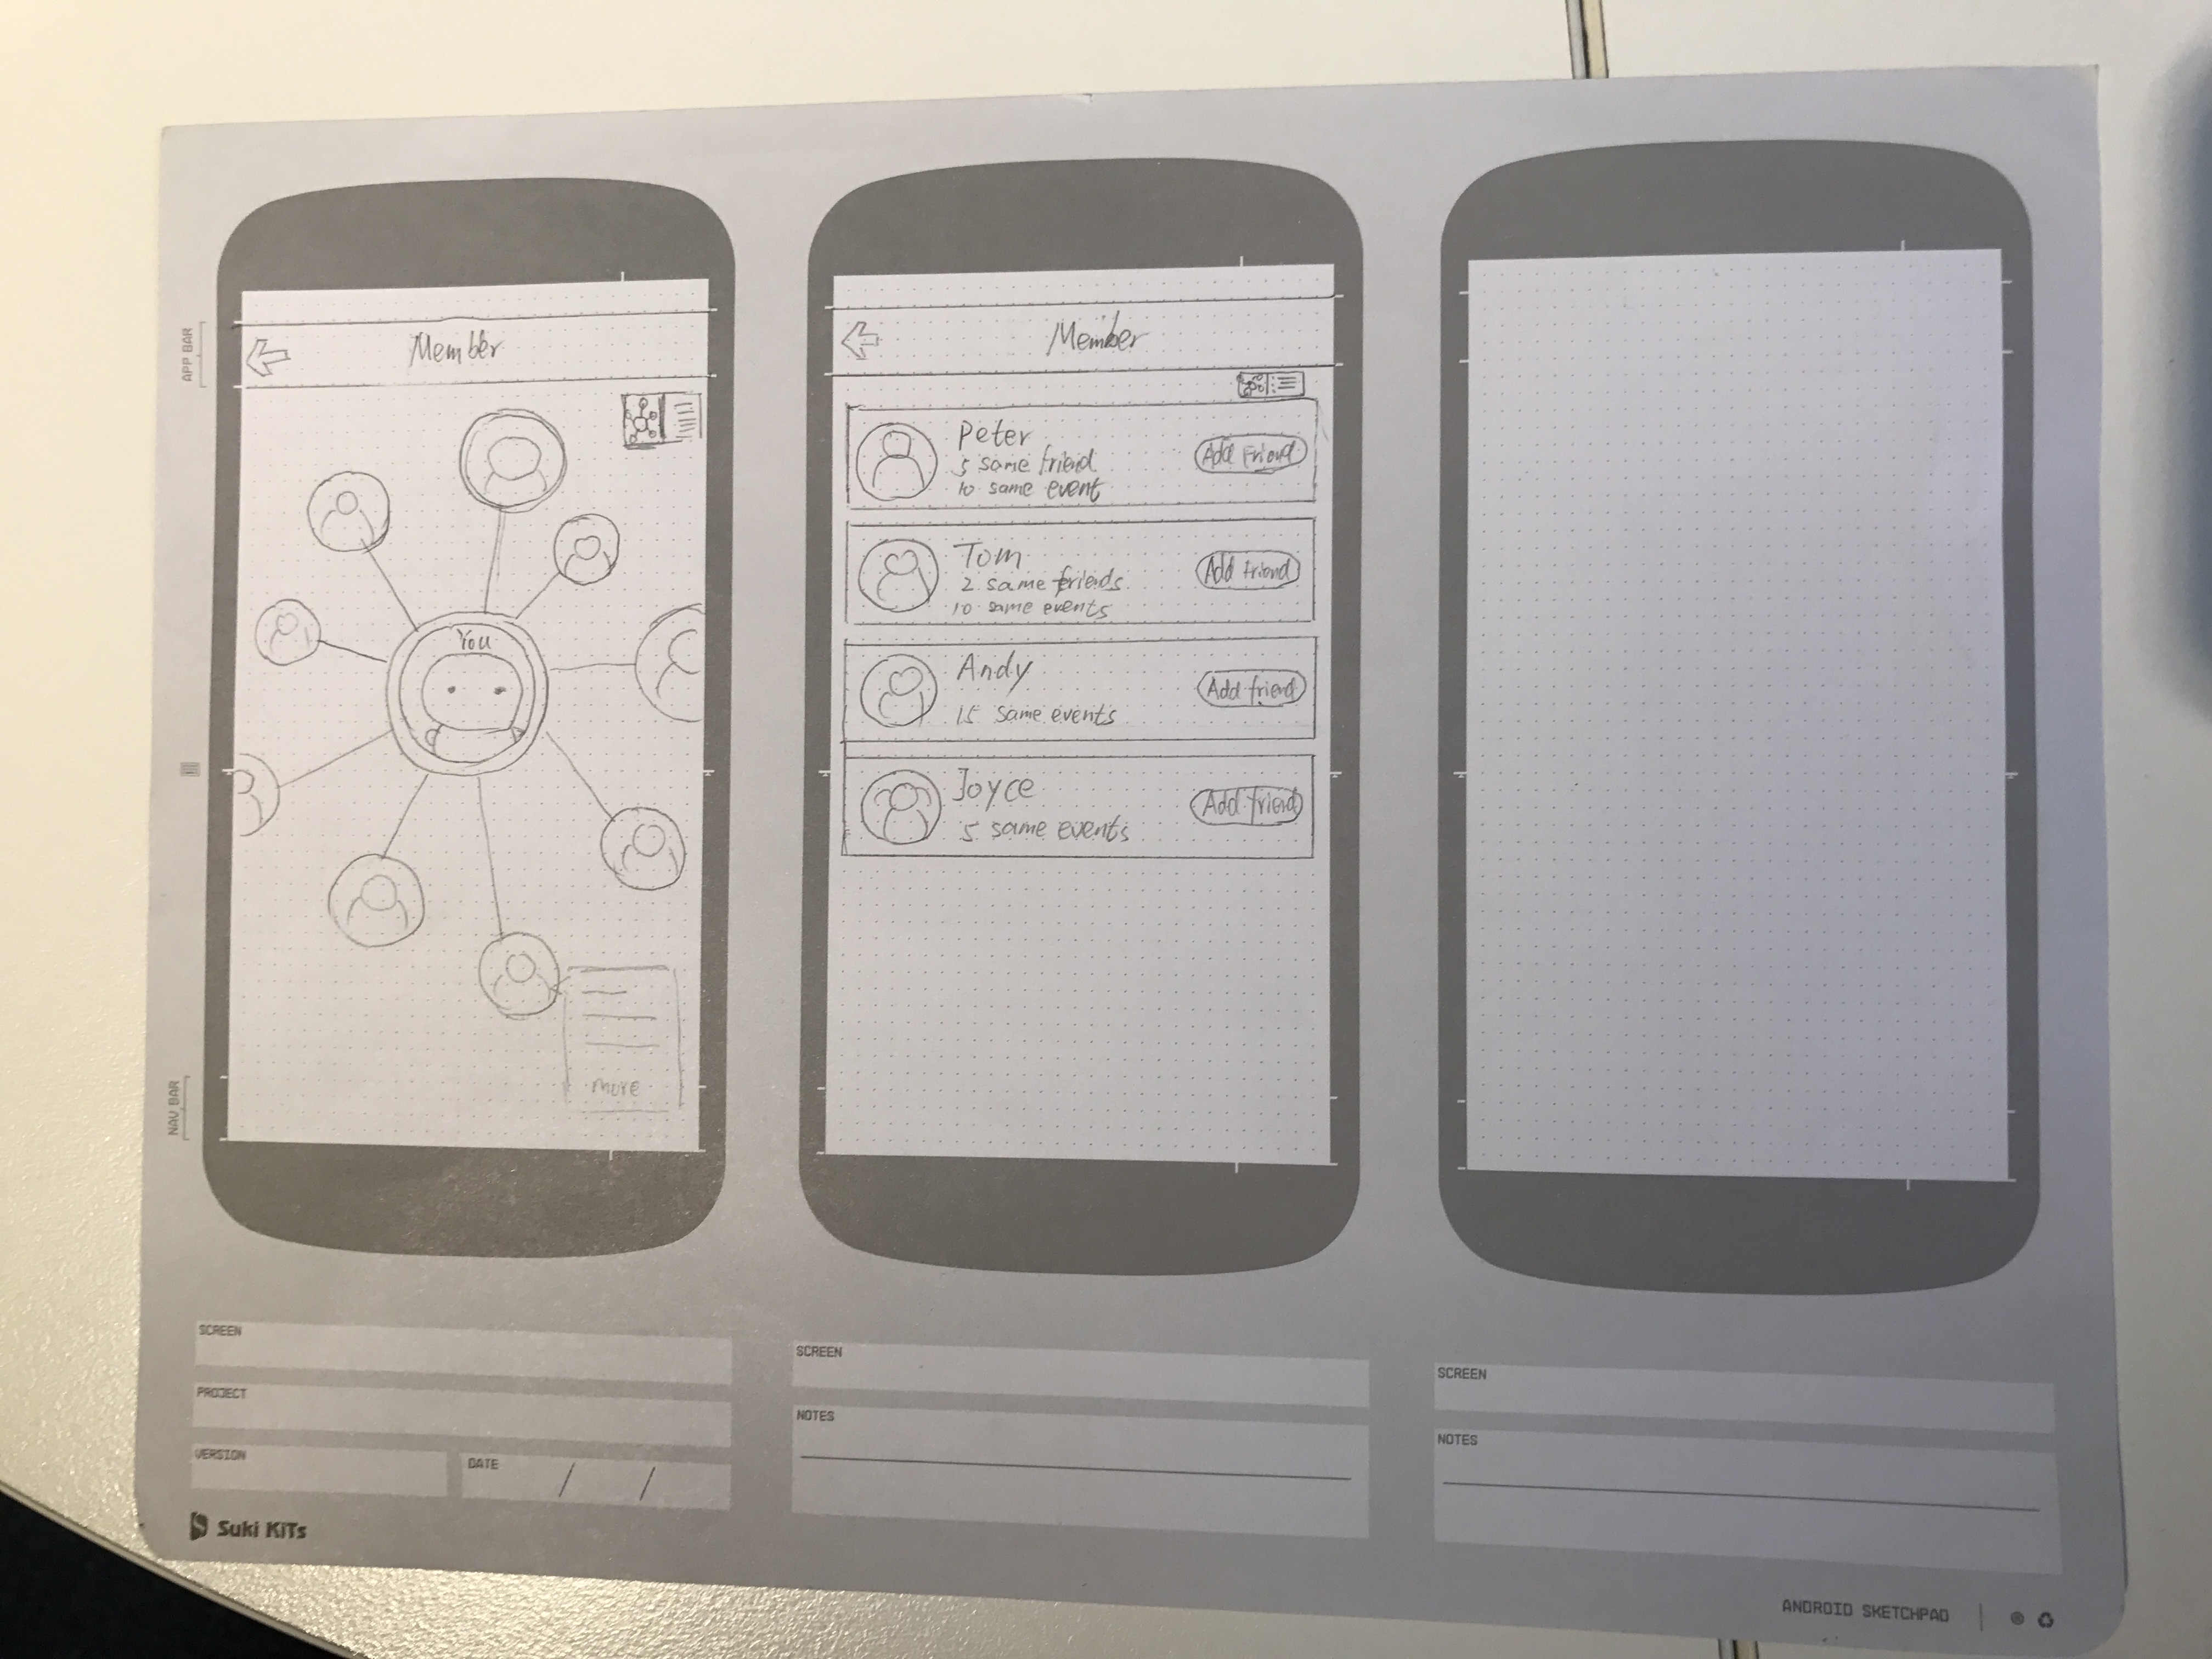 NAV BAR
APP BAR
Member
You
more
Member
Peter
5 same friend
10 same event
Add Friend
Tom
2 same friends
10 same events
Add friend
Andy
15 same events
Add friend
Joyce
5 same events
Add friend
SCREEN
PROJECT
VERSION
DATE
/ /
SCREEN
NOTES
SCREEN
NOTES
Suki KiTs
ANDROID SKETCHPAD |